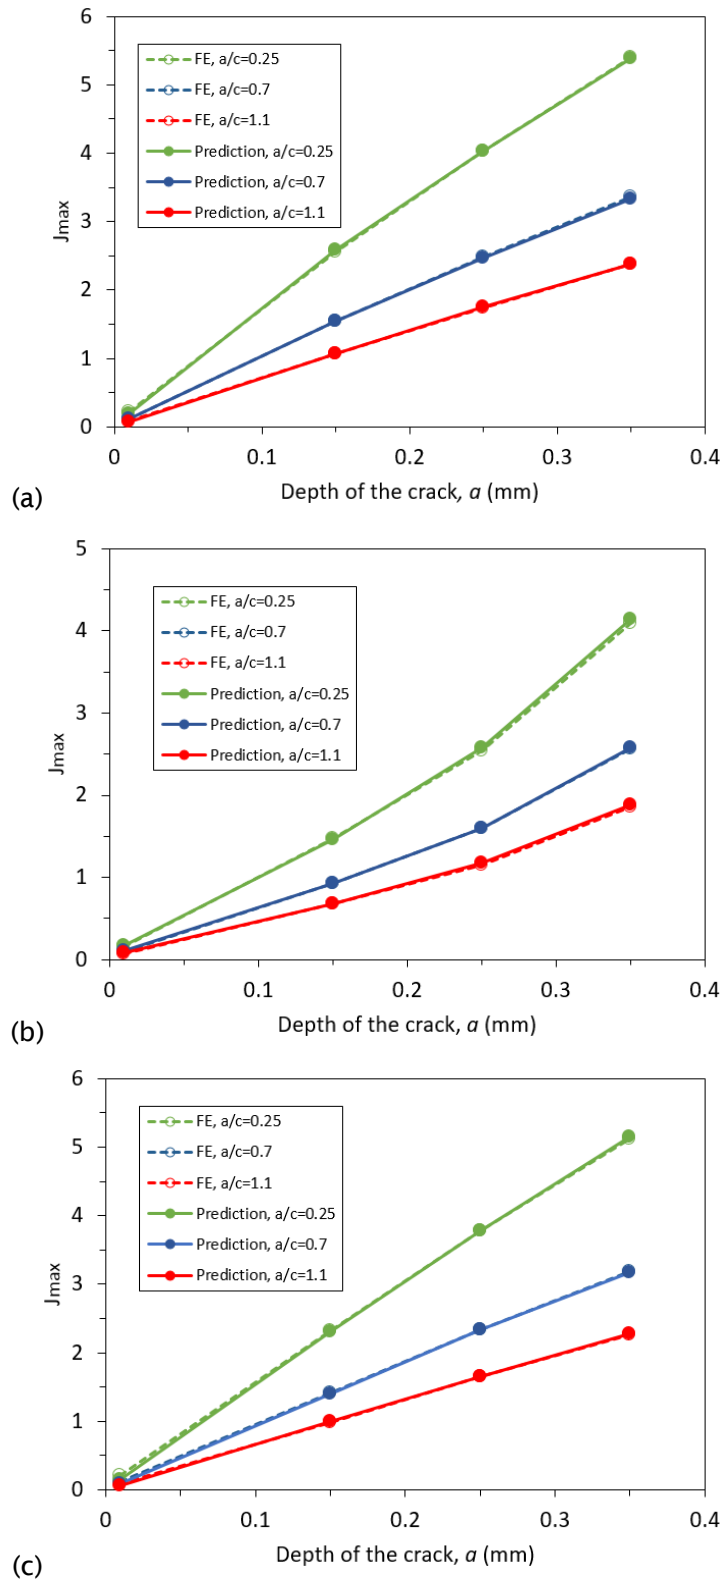 6
5
4
3
2
1
0
Jmax
FE, a/c=0.25
FE, a/c=0.7
FE, a/c=1.1
Prediction, a/c=0.25
Prediction, a/c=0.7
Prediction, a/c=1.1
0 0.1 0.2 0.3 0.4
Depth of the crack, a (mm)
(a)
5
4
3
2
1
0
Jmax
FE, a/c=0.25
FE, a/c=0.7
FE, a/c=1.1
Prediction, a/c=0.25
Prediction, a/c=0.7
Prediction, a/c=1.1
0 0.1 0.2 0.3 0.4
Depth of the crack, a (mm)
(b)
6
5
4
3
2
1
0
Jmax
FE, a/c=0.25
FE, a/c=0.7
FE, a/c=1.1
Prediction, a/c=0.25
Prediction, a/c=0.7
Prediction, a/c=1.1
0 0.1 0.2 0.3 0.4
Depth of the crack, a (mm)
(c)